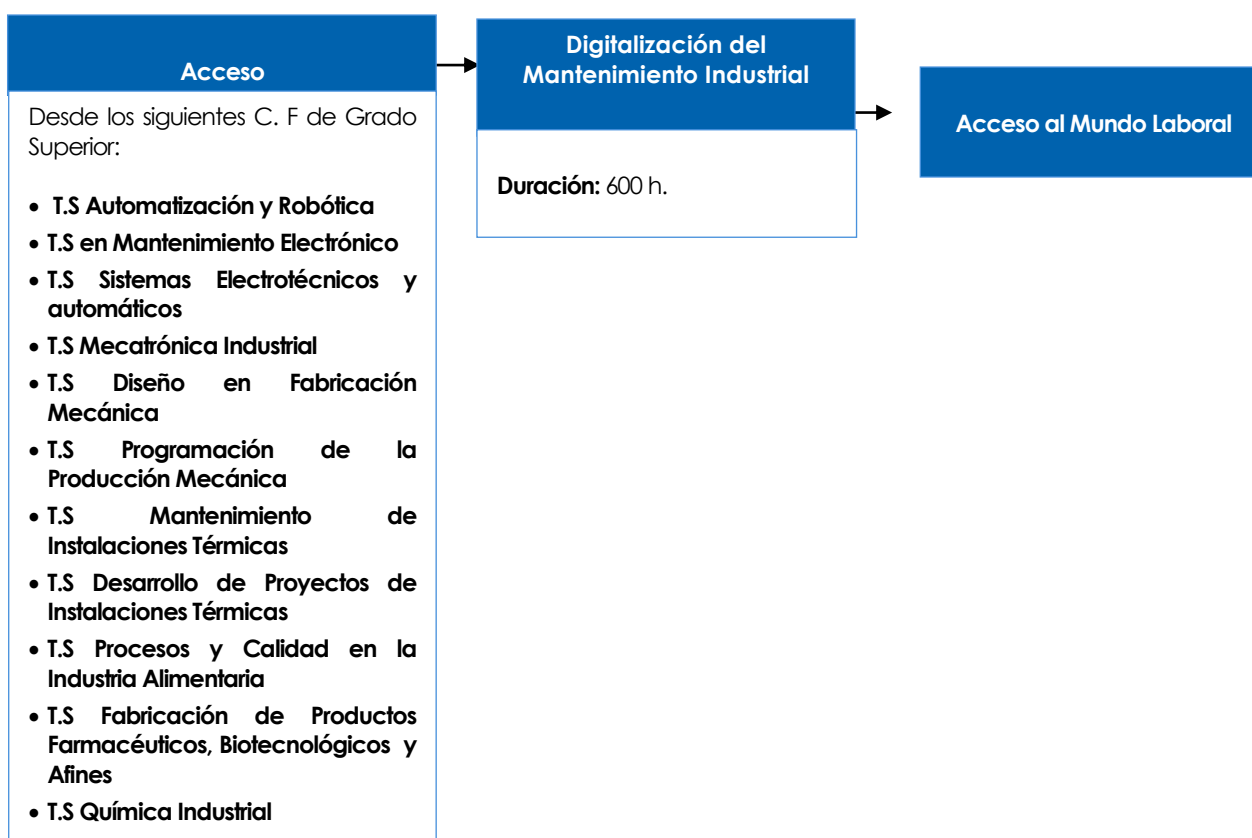 Acceso
Desde los siguientes C. F de Grado
Superior:
• T.S Automatización y Robótica
• T.S en Mantenimiento Electrónico
• T.S Sistemas Electrotécnicos y
automáticos
• T.S Mecatrónica Industrial
• T.S Diseño en Fabricación
Mecánica
• T.S Programación de la
Producción Mecánica
• T.S Mantenimiento de
Instalaciones Térmicas
• T.S Desarrollo de Proyectos de
Instalaciones Térmicas
• T.S Procesos y Calidad en la
Industria Alimentaria
• T.S Fabricación de Productos
Farmacéuticos, Biotecnológicos y
Afines
• T.S Química Industrial
Digitalización del
Mantenimiento Industrial
Duración: 600 h.
Acceso al Mundo Laboral